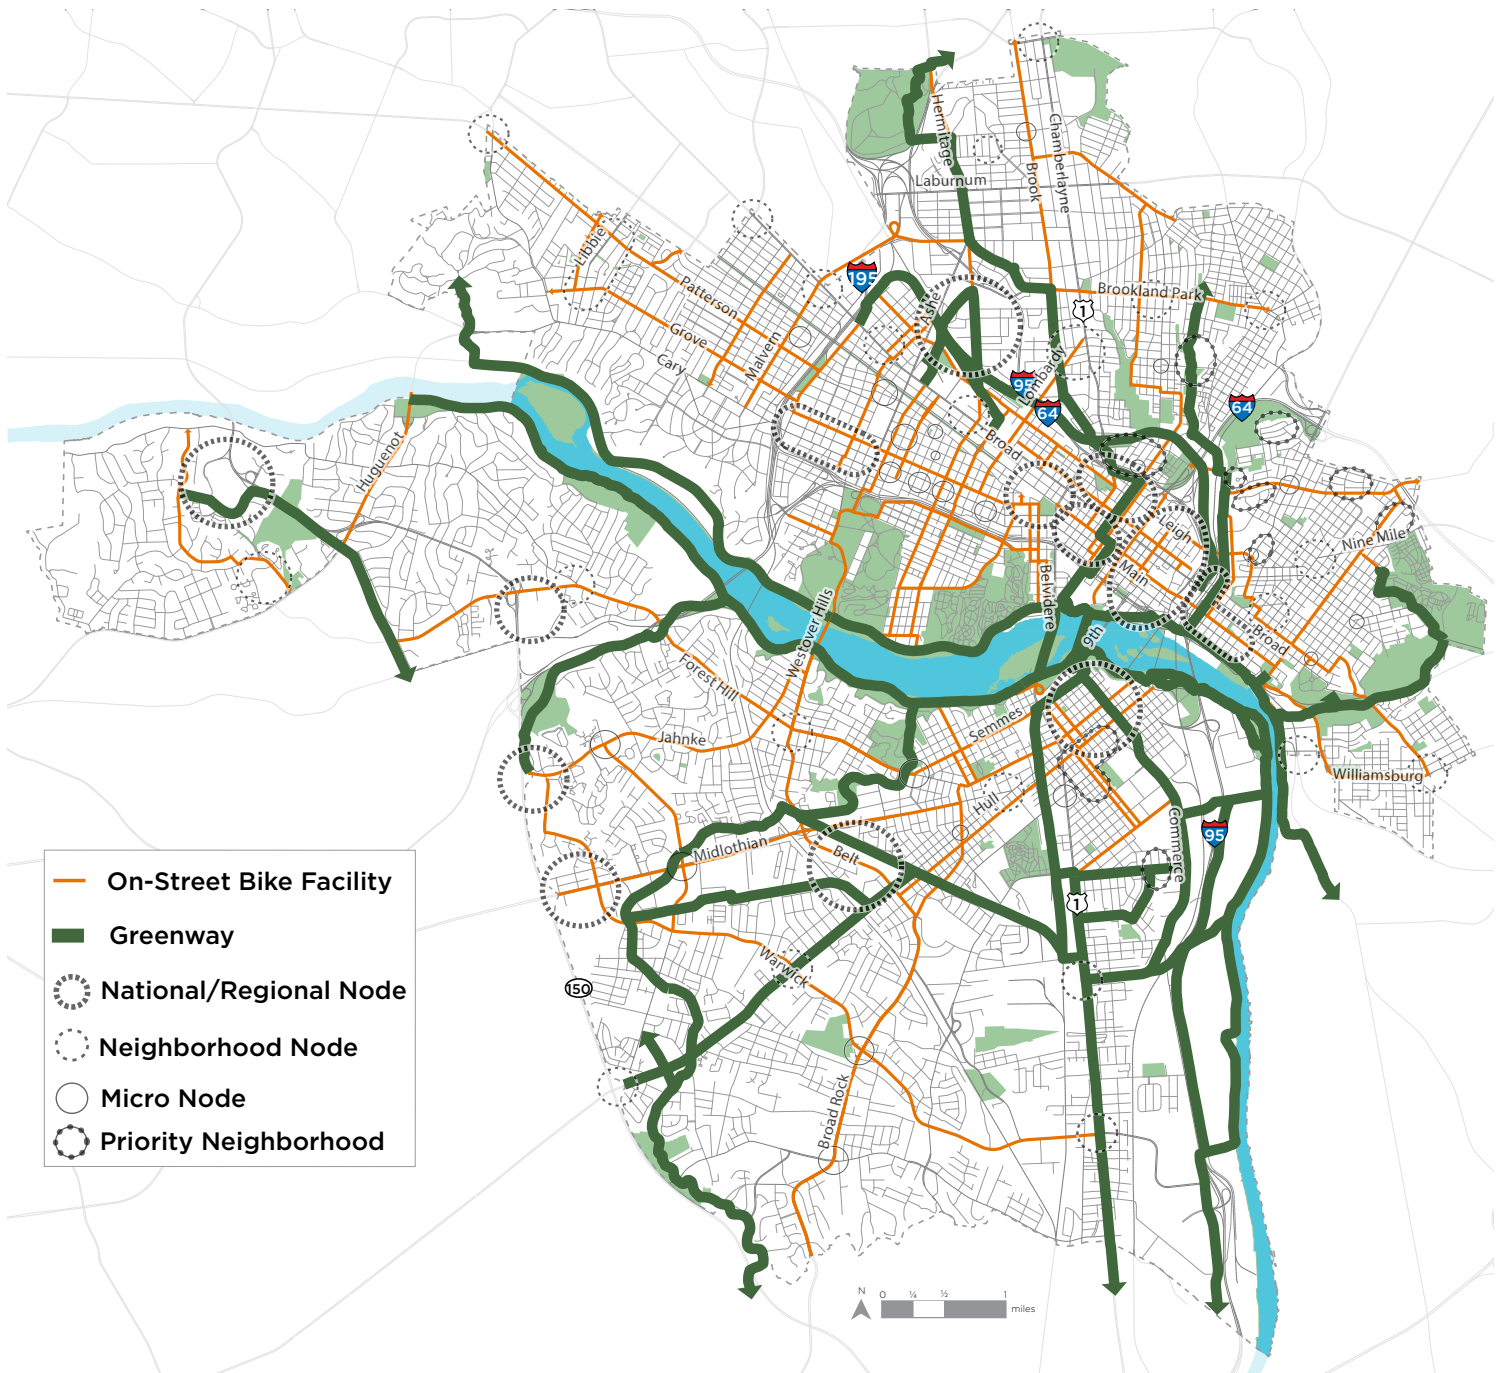 Hermitage
Chamberlayne
Brook
Laburnum
Libbie
195
Patterson
Ashe
Brookland Park
1
Grove
Malvern
Cary
Lombardy
95
64
64
Huguenot
Broad
Leigh
Nine Mile
Main
Belvidere
Westover Hills
9th
Broad
Forest Hill
Semmes
Jahnke
Williamsburg
Hull
Commerce
95
Midlothian
Belt
1
Warwick
150
Broad Rock
On-Street Bike Facility
Greenway
National/Regional Node
Neighborhood Node
Micro Node
Priority Neighborhood
N
0 ¼ ½ 1
miles